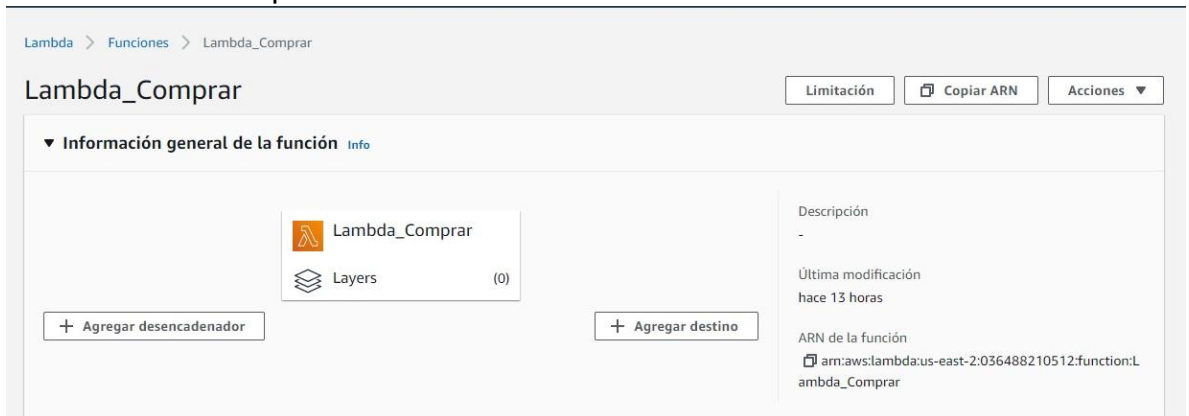 Lambda > Funciones > Lambda_Comprar
Lambda_Comprar
Limitación
Copiar ARN
Acciones ▼
▼ Información general de la función Info
Lambda_Comprar
Layers (0)
+ Agregar desencadenador
+ Agregar destino
Descripción
-
Última modificación
hace 13 horas
ARN de la función
arn:aws:lambda:us-east-2:036488210512:function:L
ambda_Comprar